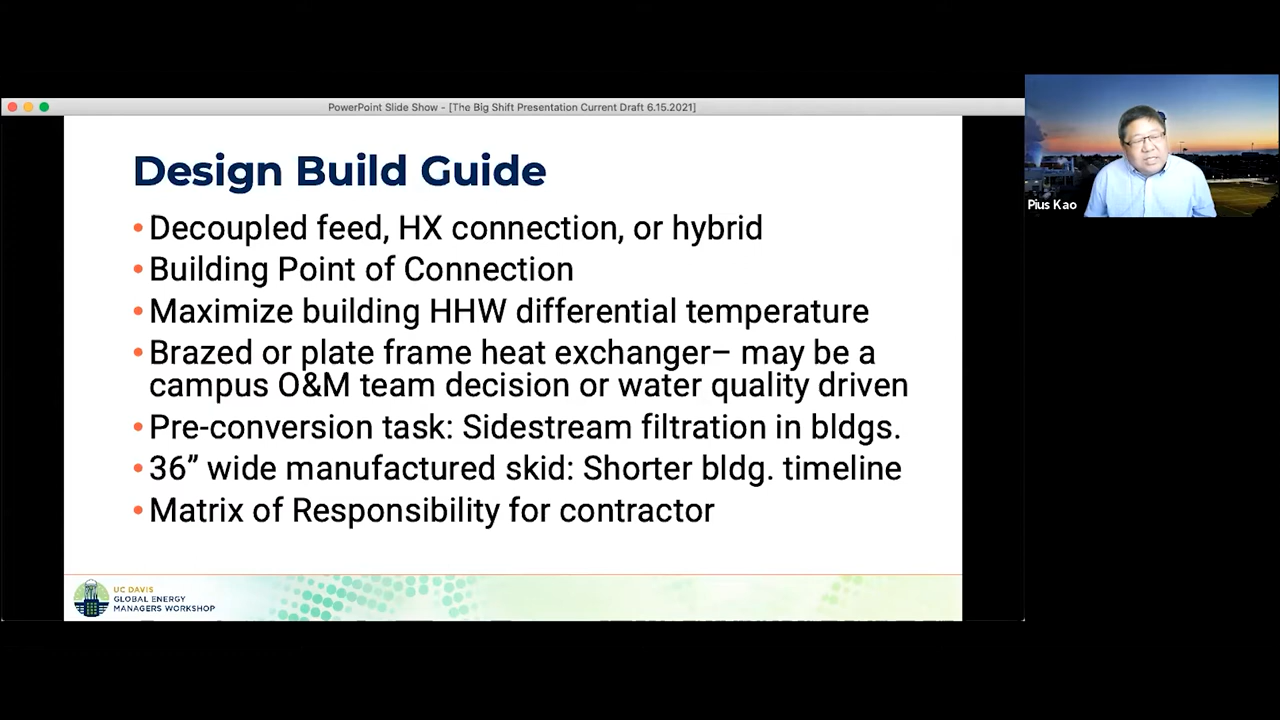 PowerPoint Slide Show - [The Big Shift Presentation Current Draft 6.15.2021]
Design Build Guide
• Decoupled feed, HX connection, or hybrid
• Building Point of Connection
• Maximize building HHW differential temperature
• Brazed or plate frame heat exchanger– may be a
campus O&M team decision or water quality driven
• Pre-conversion task: Sidestream filtration in bldgs.
• 36” wide manufactured skid: Shorter bldg. timeline
• Matrix of Responsibility for contractor
UC DAVIS
GLOBAL ENERGY
MANAGERS WORKSHOP
Pius Kao